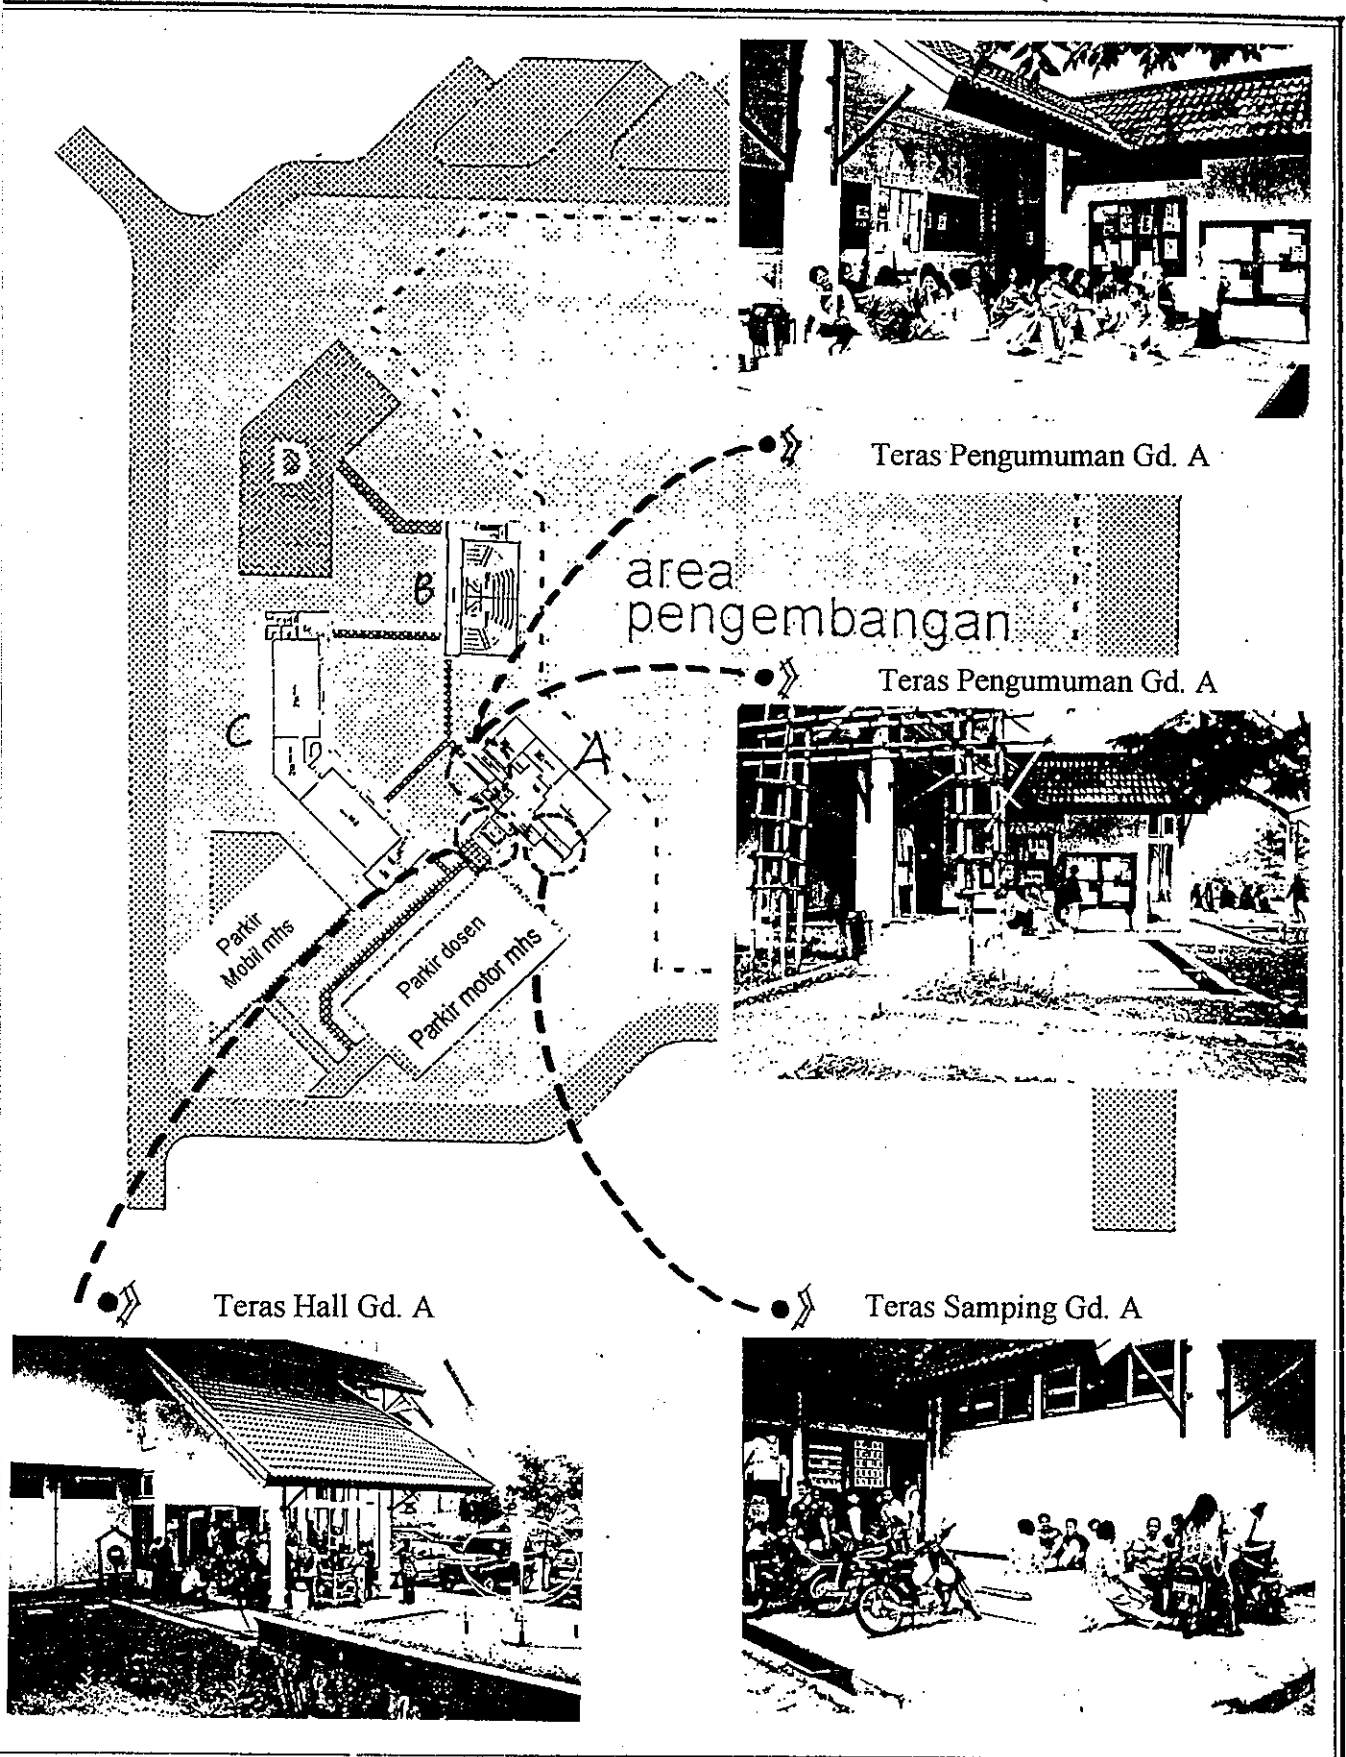 Teras Pengumuman Gd. A
D
B
area
pengembangan
Teras Pengumuman Gd. A
C
A
Parkir
Mobil mhs
Parkir dosen
Parkir motor mhs
Teras Hall Gd. A
Teras Samping Gd. A